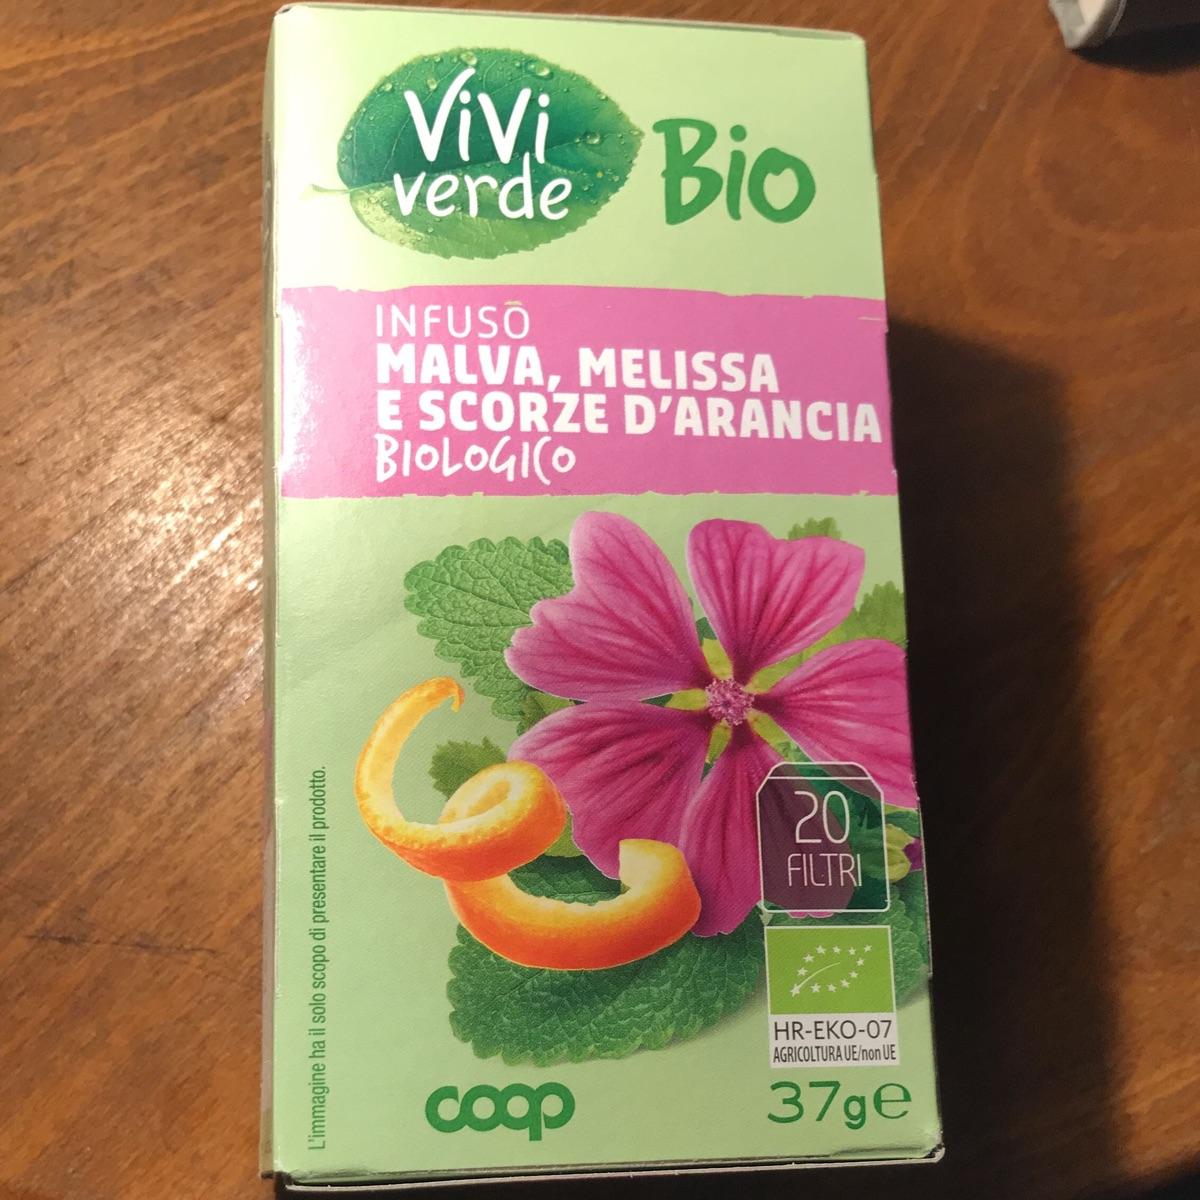 ViVi
verde
Bio
INFUSO
MALVA, MELISSA
E SCORZE D'ARANCIA
BIOLOGICO
20
FILTRI
HR-EKO-07
AGRICOLTURA UE/non UE
37g e
coop
L'immagine ha il solo scopo di presentare il prodotto.